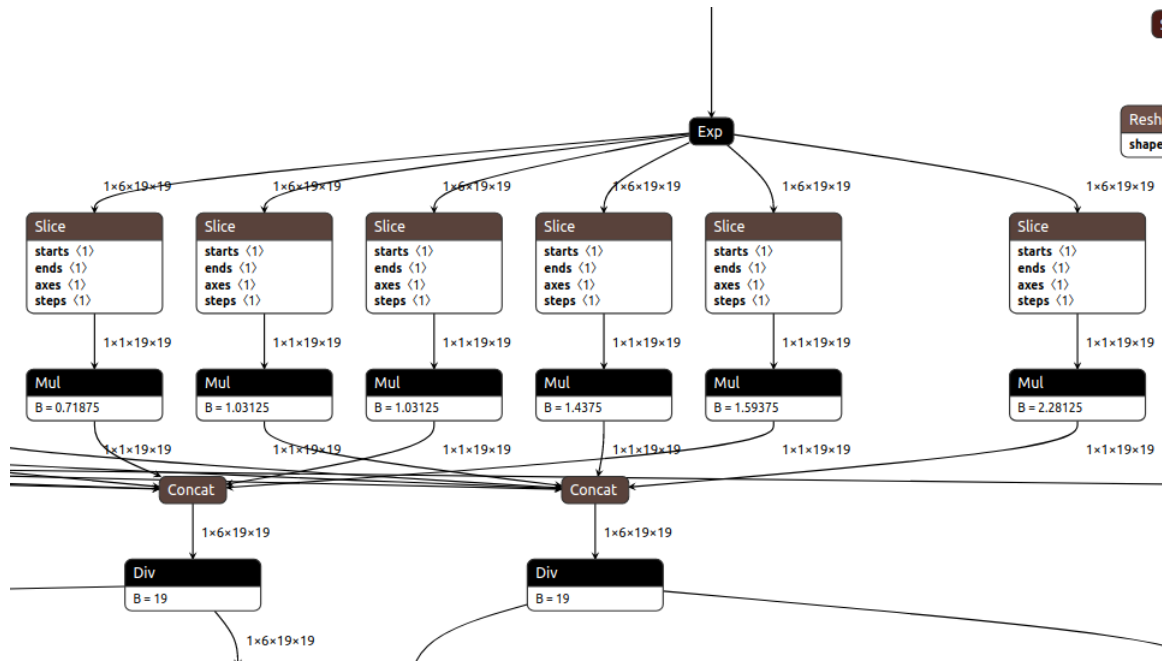 Exp
Resh
shape
1×6×19×19 1×6×19×19 1×6×19×19 1×6×19×19 1×6×19×19 1×6×19×19
Slice Slice Slice Slice Slice Slice
starts ⟨1⟩ starts ⟨1⟩ starts ⟨1⟩ starts ⟨1⟩ starts ⟨1⟩ starts ⟨1⟩
ends ⟨1⟩ ends ⟨1⟩ ends ⟨1⟩ ends ⟨1⟩ ends ⟨1⟩ ends ⟨1⟩
axes ⟨1⟩ axes ⟨1⟩ axes ⟨1⟩ axes ⟨1⟩ axes ⟨1⟩ axes ⟨1⟩
steps ⟨1⟩ steps ⟨1⟩ steps ⟨1⟩ steps ⟨1⟩ steps ⟨1⟩ steps ⟨1⟩
1×1×19×19 1×1×19×19 1×1×19×19 1×1×19×19 1×1×19×19 1×1×19×19
Mul Mul Mul Mul Mul Mul
B = 0.71875 B = 1.03125 B = 1.03125 B = 1.4375 B = 1.59375 B = 2.28125
1×1×19×19 1×1×19×19 1×1×19×19 1×1×19×19 1×1×19×19 1×1×19×19
Concat Concat
1×6×19×19 1×6×19×19
Div Div
B = 19 B = 19
1×6×19×19